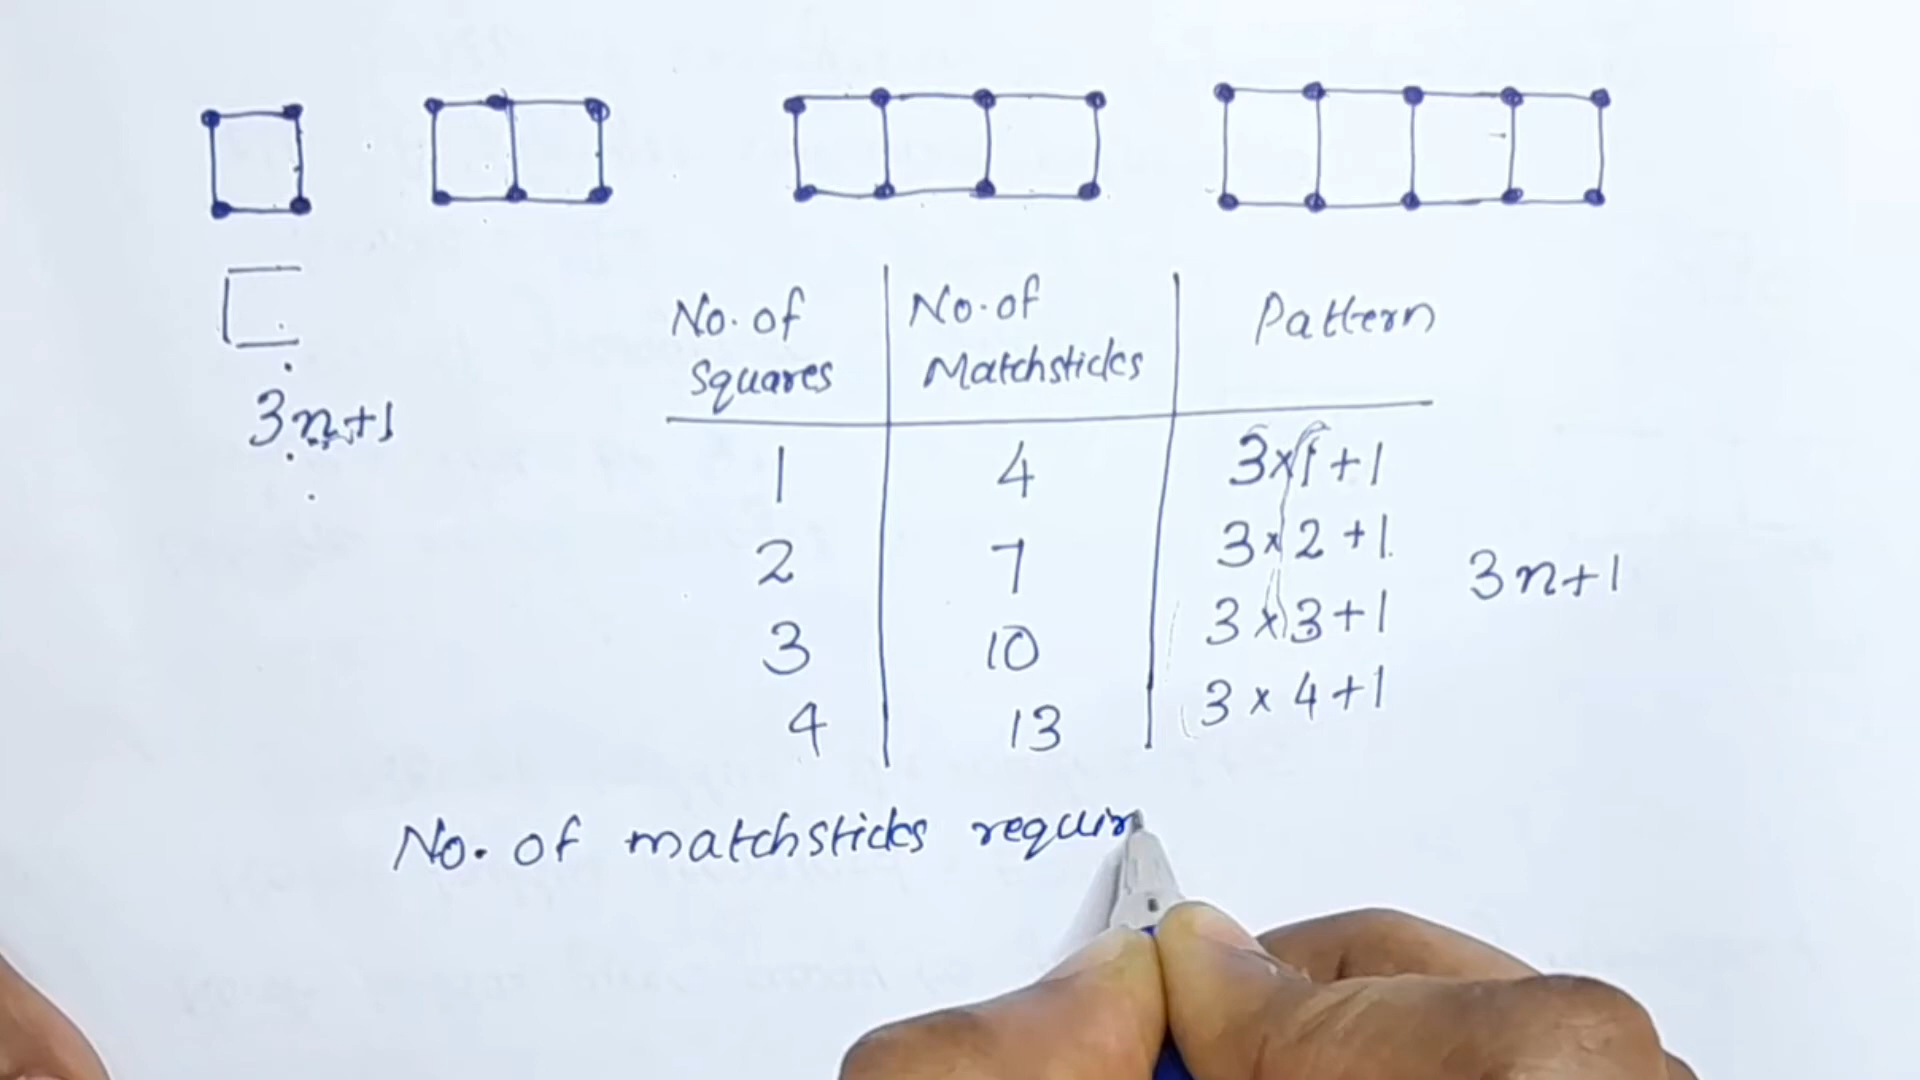 3n+1
No. of Squares | No. of Matchsticks | Pattern
1 | 4 | 3×1+1
2 | 7 | 3×2+1
3 | 10 | 3×3+1
4 | 13 | 3×4+1
3n+1
No. of matchsticks requir